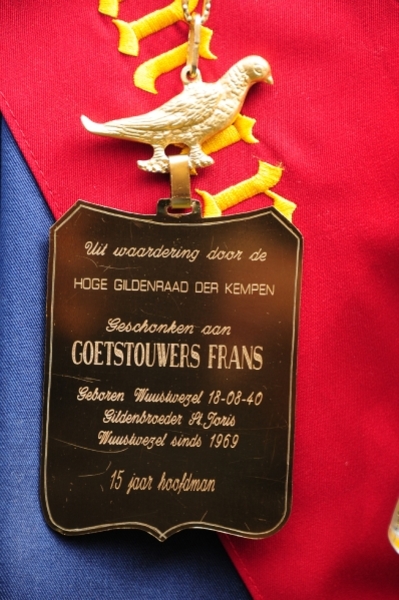 Uit waardering door de
HOGE GILDENRAAD DER KEMPEN
Geschonken aan
GOETSTOUWERS FRANS
Geboren Wuustwezel 18-08-40
Gildenbroeder St Joris
Wuustwezel sinds 1969
15 jaar hoofdman